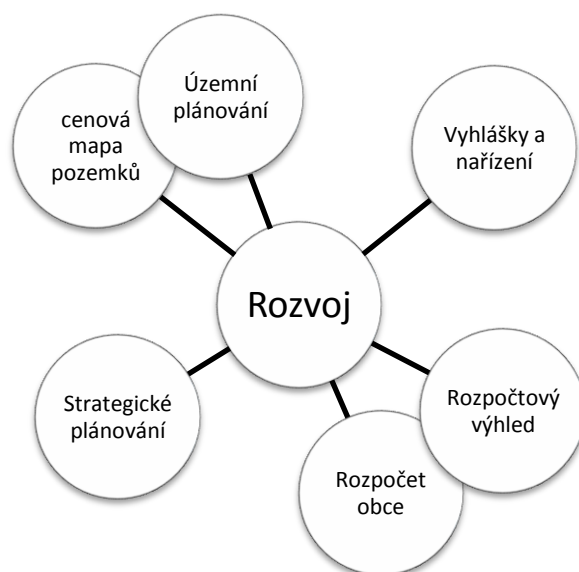 Územní
plánování
cenová
mapa
pozemků
Vyhlášky a
nařízení
Rozvoj
Strategické
plánování
Rozpočtový
výhled
Rozpočet
obce